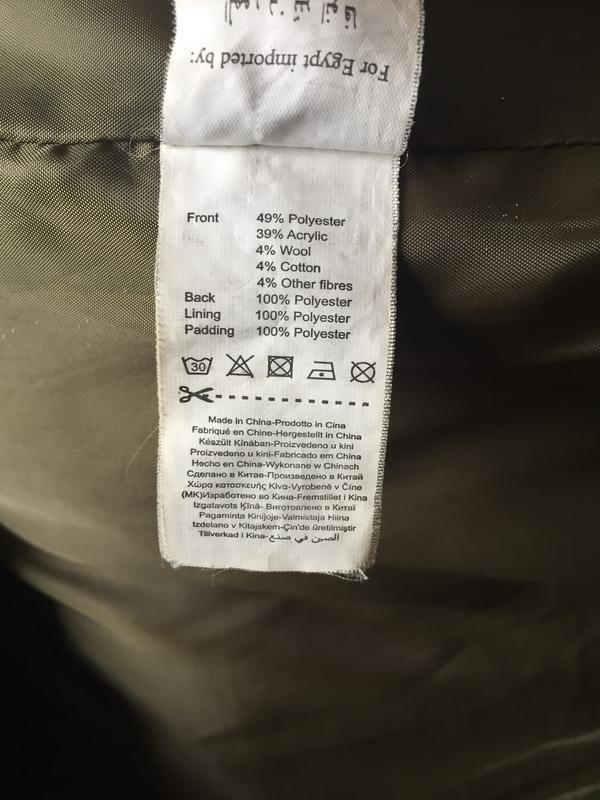 المورد / تيرانوفا
For Egypt imported by:
Front 49% Polyester
39% Acrylic
4% Wool
4% Cotton
4% Other fibres
Back 100% Polyester
Lining 100% Polyester
Padding 100% Polyester
30
Made in China-Prodotto in Cina
Fabriqué en Chine-Hergestellt in China
Készült Kínában-Proizvedeno u kini
Proizvedeno u kini-Fabricado em China
Hecho en China-Wykonane w Chinach
Сделано в Китае-Произведено в Китай
Χώρα κατασκευής Κίνα-Vyrobené v Číne
(MK)Изработено во Кина-Fremstillet i Kina
Izgatavots Ķīnā- Виготовлено в Китаї
Pagaminta Kinijoje-Valmistaja Hiina
Izdelano v Kitajskem-Çin'de üretilmiştir
Tillverkad i Kina-الصين في صنع